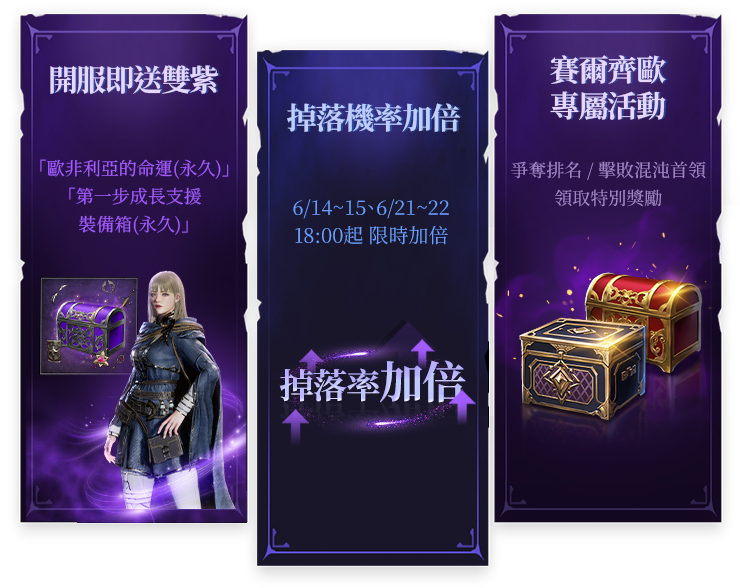 開服即送雙紫
「歐非利亞的命運(永久)」
「第一步成長支援
裝備箱(永久)」
掉落機率加倍
6/14~15、6/21~22
18:00起 限時加倍
掉落率加倍
賽爾齊歐
專屬活動
爭奪排名 / 擊敗混沌首領
領取特別獎勵